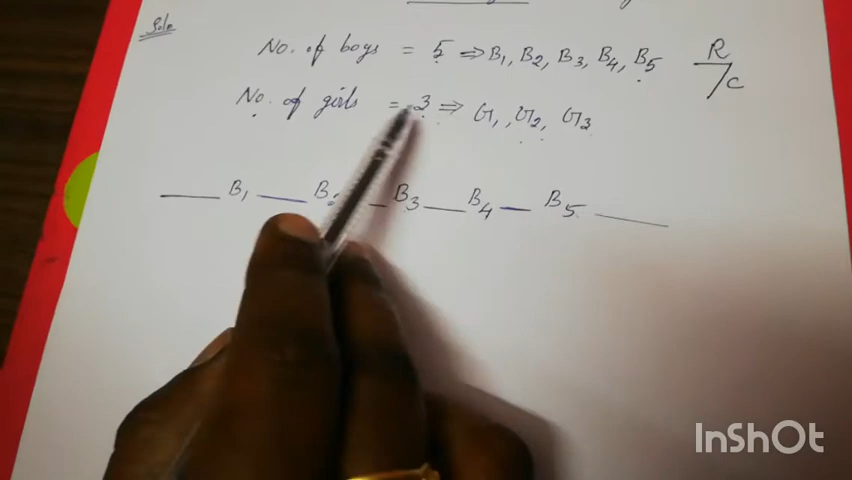 Soln
No. of boys = 5 ⇒ B1, B2, B3, B4, B5
R/C
No. of girls = 3 ⇒ G1, G2, G3
___ B1 ___ B2 ___ B3 ___ B4 ___ B5 ___
InShOt